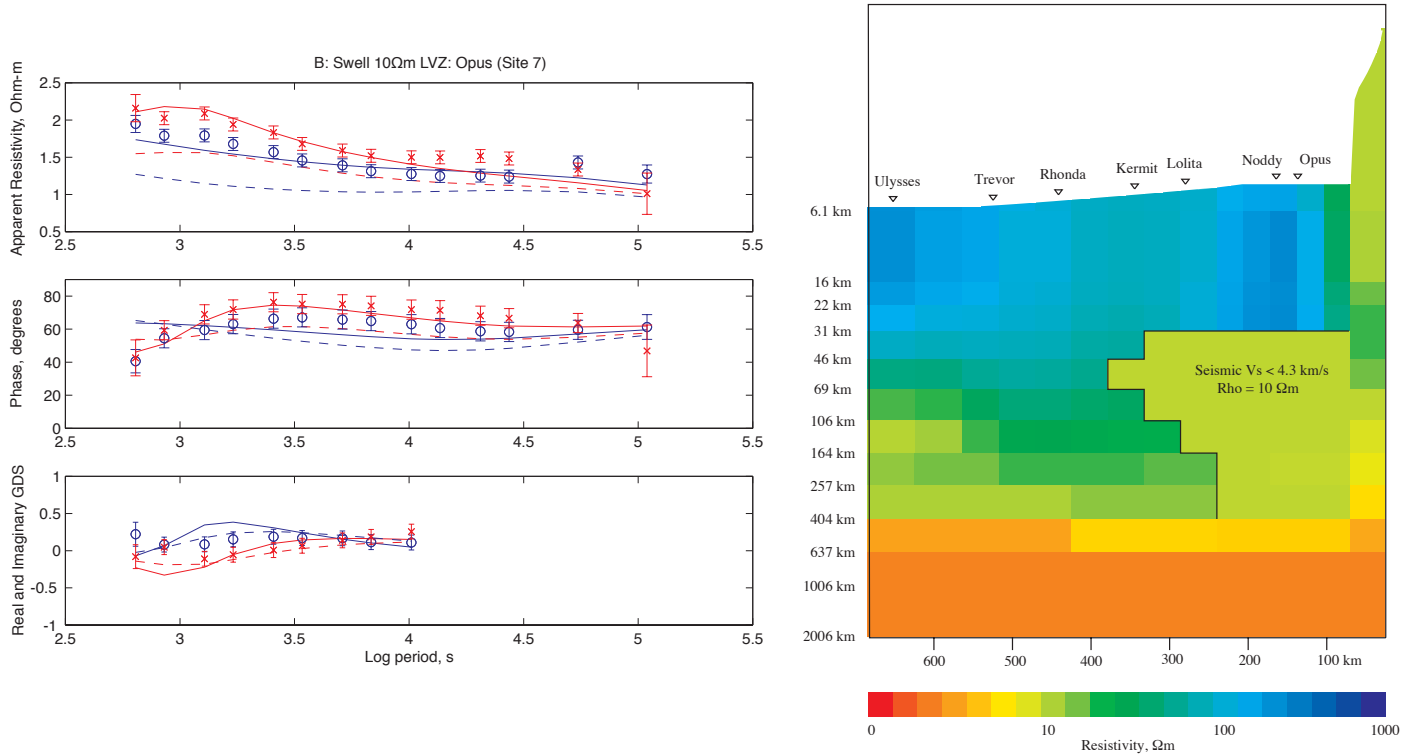 B: Swell 10Ωm LVZ: Opus (Site 7)
Apparent Resistivity, Ohm-m
2.5
2
1.5
1
0.5
2.5 3 3.5 4 4.5 5 5.5
Phase, degrees
80
60
40
20
0
2.5 3 3.5 4 4.5 5 5.5
Real and Imaginary GDS
1
0.5
0
-0.5
-1
2.5 3 3.5 4 4.5 5 5.5
Log period, s
Ulysses Trevor Rhonda Kermit Lolita Noddy Opus
6.1 km
16 km
22 km
31 km
46 km
69 km
106 km
164 km
257 km
404 km
637 km
1006 km
2006 km
Seismic Vs < 4.3 km/s
Rho = 10 Ωm
600 500 400 300 200 100 km
0 10 100 1000
Resistivity, Ωm